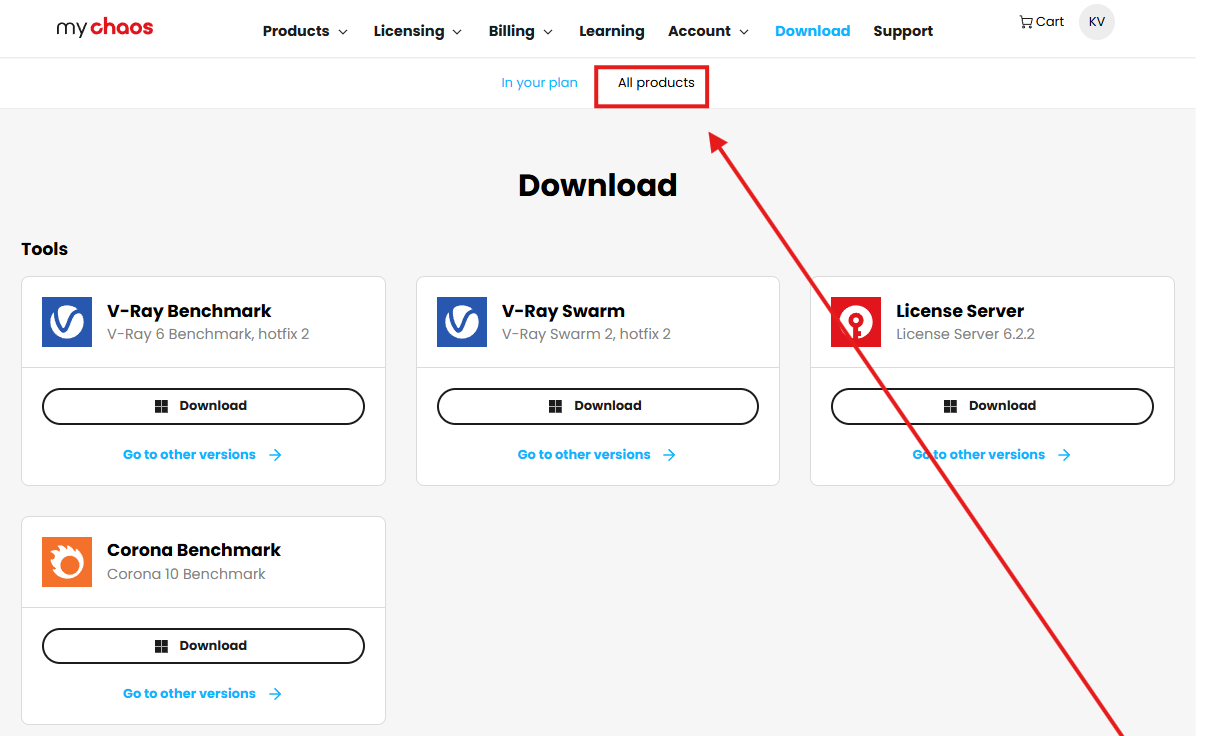 my chaos
Products Licensing Billing Learning Account Download Support
Cart KV
In your plan All products
Download
Tools
V-Ray Benchmark
V-Ray 6 Benchmark, hotfix 2
Download
Go to other versions
V-Ray Swarm
V-Ray Swarm 2, hotfix 2
Download
Go to other versions
License Server
License Server 6.2.2
Download
Go to other versions
Corona Benchmark
Corona 10 Benchmark
Download
Go to other versions